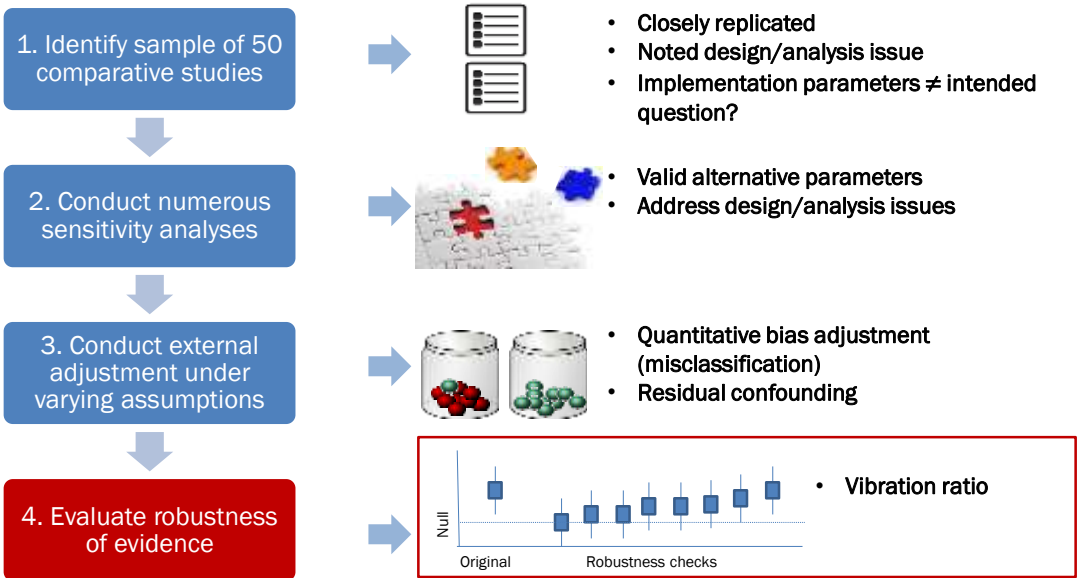 1. Identify sample of 50
comparative studies
• Closely replicated
• Noted design/analysis issue
• Implementation parameters ≠ intended
question?
2. Conduct numerous
sensitivity analyses
• Valid alternative parameters
• Address design/analysis issues
3. Conduct external
adjustment under
varying assumptions
• Quantitative bias adjustment
(misclassification)
• Residual confounding
4. Evaluate robustness
of evidence
Null
Original
Robustness checks
• Vibration ratio